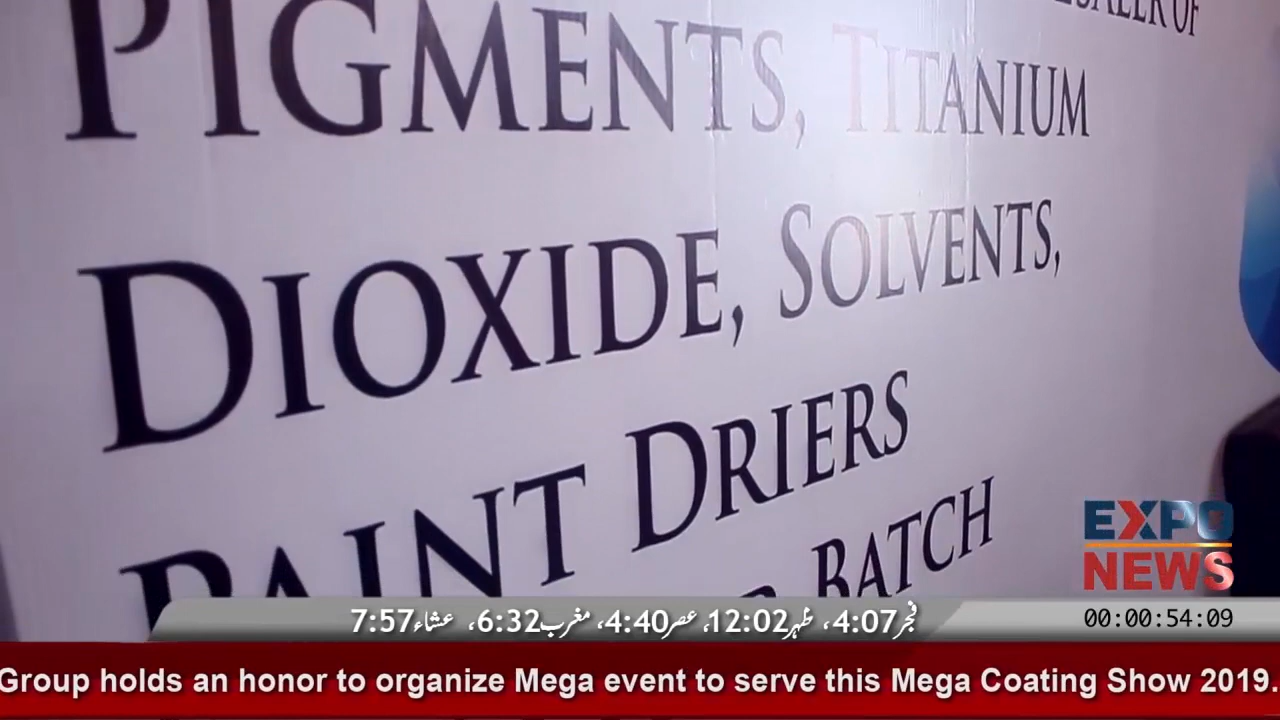 PIGMENTS, TITANIUM
DIOXIDE, SOLVENTS,
PAINT DRIERS
BATCH
EXPO
NEWS
00:00:54:09
فجر4:07، ظہر12:02، عصر4:40، مغرب6:32، عشاء7:57
Group holds an honor to organize Mega event to serve this Mega Coating Show 2019.